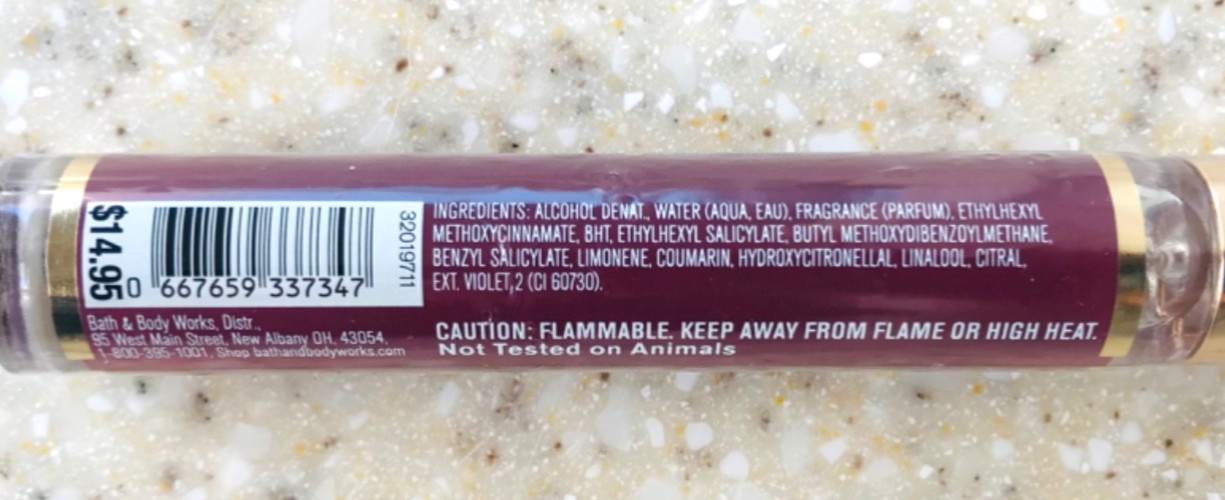 $14.95
0 667659 337347
32019711
Bath & Body Works, Distr.,
95 West Main Street, New Albany OH, 43054,
1-800-395-1001, Shop bathandbodyworks.com
INGREDIENTS: ALCOHOL DENAT., WATER (AQUA, EAU), FRAGRANCE (PARFUM), ETHYLHEXYL
METHOXYCINNAMATE, BHT, ETHYLHEXYL SALICYLATE, BUTYL METHOXYDIBENZOYLMETHANE,
BENZYL SALICYLATE, LIMONENE, COUMARIN, HYDROXYCITRONELLAL, LINALOOL, CITRAL,
EXT. VIOLET 2 (CI 60730).
CAUTION: FLAMMABLE. KEEP AWAY FROM FLAME OR HIGH HEAT.
Not Tested on Animals